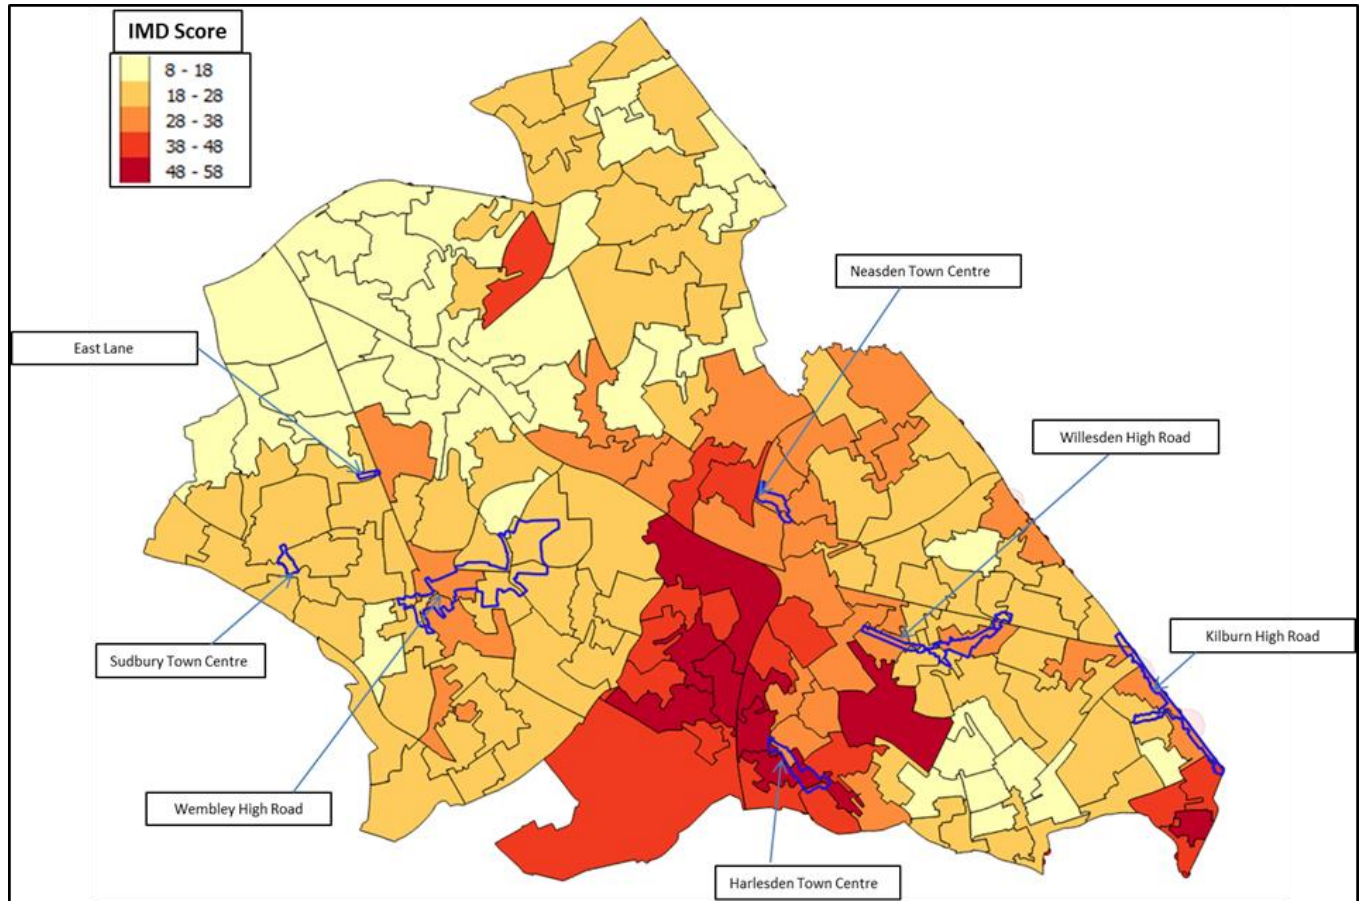 IMD Score
8 - 18
18 - 28
28 - 38
38 - 48
48 - 58
Neasden Town Centre
East Lane
Willesden High Road
Kilburn High Road
Sudbury Town Centre
Wembley High Road
Harlesden Town Centre